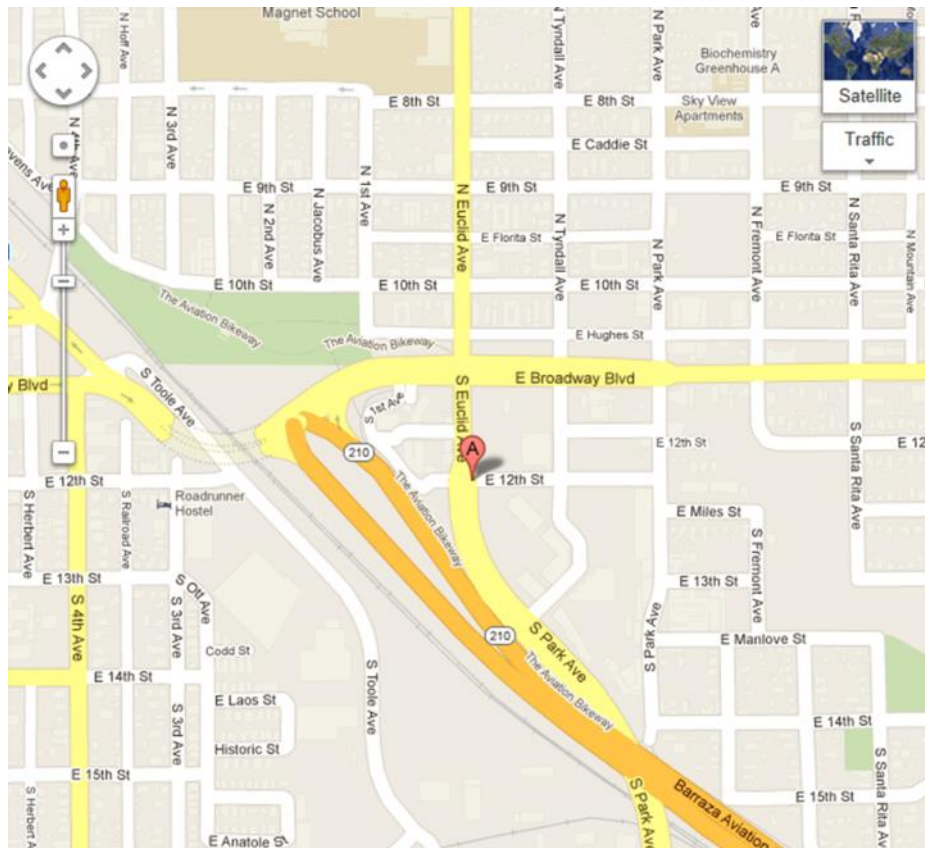 Magnet School
N Hoff Ave
N 3rd Ave
N 4th Ave
evens Ave
E 8th St
N Tyndall Ave
N Park Ave
Ave
Biochemistry
Greenhouse A
E 8th St
Sky View
Apartments
E Caddie St
Satellite
Traffic
E 9th St
N 2nd Ave
N Jacobus Ave
N 1st Ave
E 9th St
N Euclid Ave
E 9th St
E Florita St
N Tyndall Ave
N Park Ave
N Fremont Ave
E Florita St
N Santa Rita Ave
N Mountain Ave
E 10th St
E 10th St
E 10th St
The Aviation Bikeway
The Aviation Bikeway
E Hughes St
y Blvd
S Toole Ave
S 1st Ave
S Euclid Ave
E Broadway Blvd
210
A
E 12th St
E 12th St
E 12
S Santa Rita Ave
E 12th St
Roadrunner
Hostel
The Aviation Bikeway
S Herbert Ave
S Railroad Ave
E Miles St
S Fremont Ave
E 13th St
S 4th Ave
S 3rd Ave
S Ott Ave
E 13th St
S Park Ave
210
S Park Ave
E Manlove St
Codd St
The Aviation Bikeway
E 14th St
S 3rd Ave
E Laos St
S Toole Ave
E 14th St
Historic St
E 15th St
S Herbert
Barraza Aviation
S Park Ave
E 15th St
S Santa Rita Ave
E Anatole St